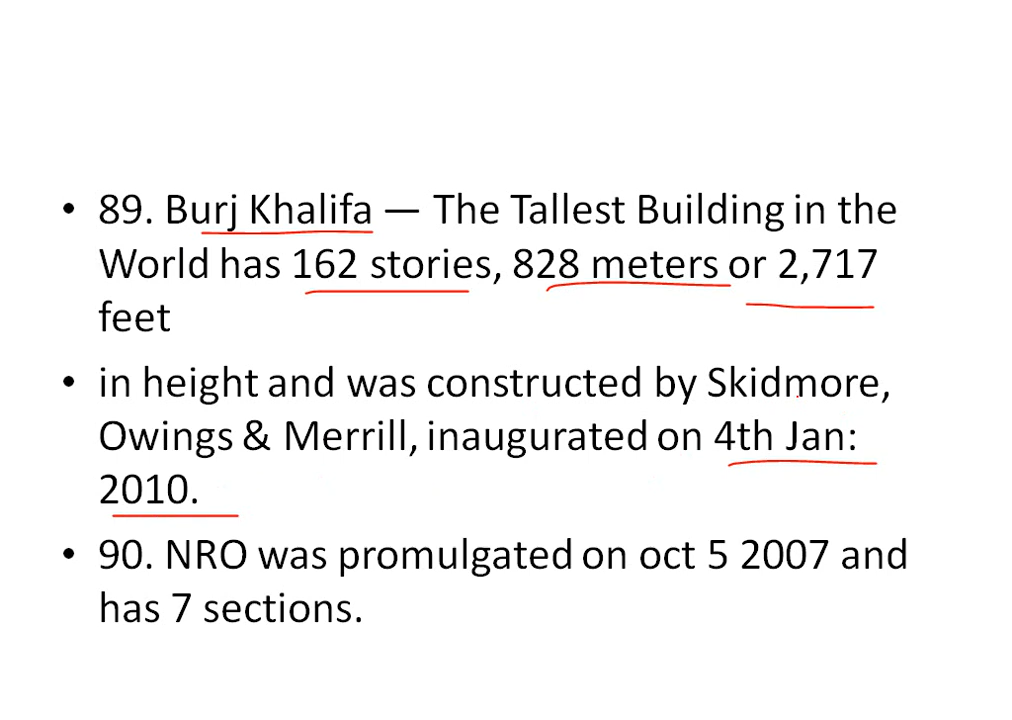 • 89. Burj Khalifa — The Tallest Building in the
World has 162 stories, 828 meters or 2,717
feet
• in height and was constructed by Skidmore,
Owings & Merrill, inaugurated on 4th Jan:
2010.
• 90. NRO was promulgated on oct 5 2007 and
has 7 sections.